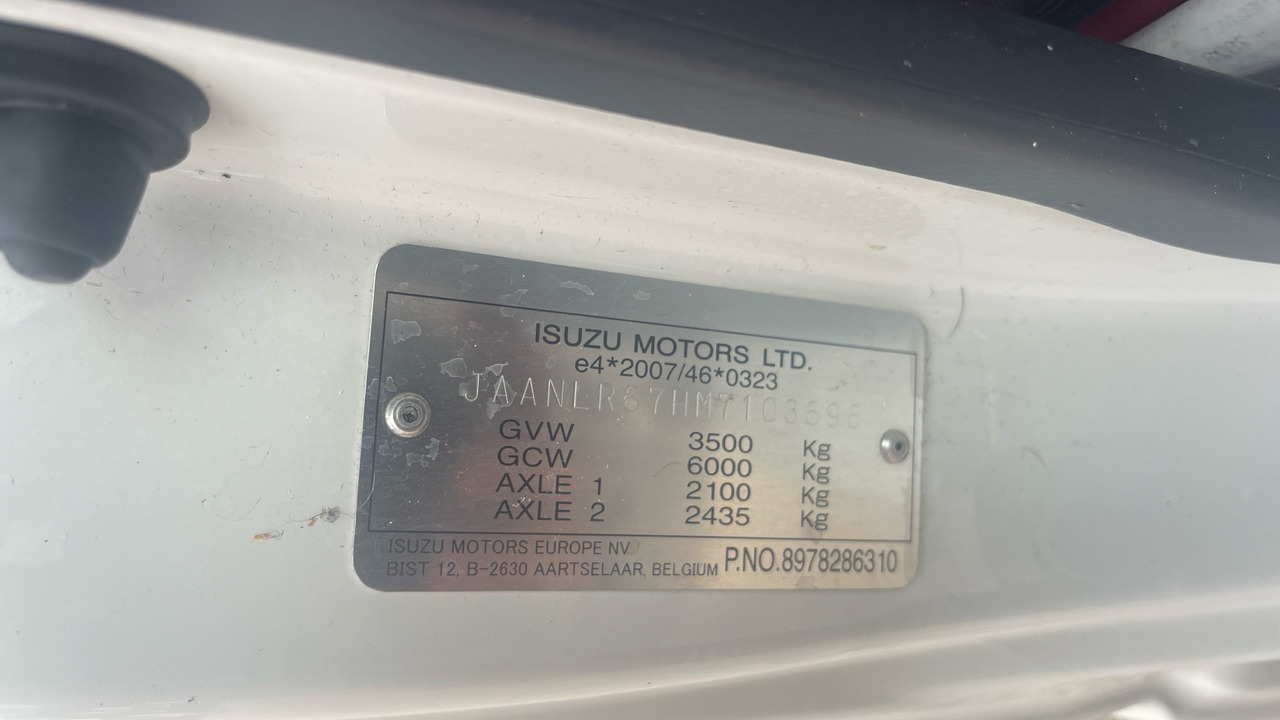 ISUZU MOTORS LTD.
e4*2007/46*0323
JAANLR87HM7103696
GVW 3500 Kg
GCW 6000 Kg
AXLE 1 2100 Kg
AXLE 2 2435 Kg
ISUZU MOTORS EUROPE NV
BIST 12, B-2630 AARTSELAAR, BELGIUM P.NO.8978286310